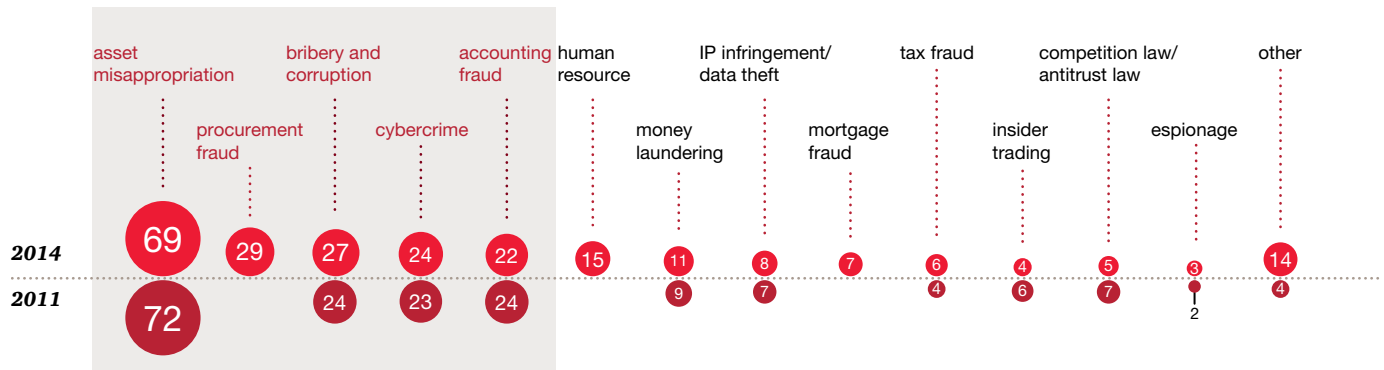 asset
misappropriation
procurement
fraud
bribery and
corruption
cybercrime
accounting
fraud
human
resource
money
laundering
IP infringement/
data theft
mortgage
fraud
tax fraud
insider
trading
competition law/
antitrust law
espionage
other
2014
69
29
27
24
22
15
11
8
7
6
4
5
3
14
2011
72
24
23
24
9
7
4
6
7
2
4